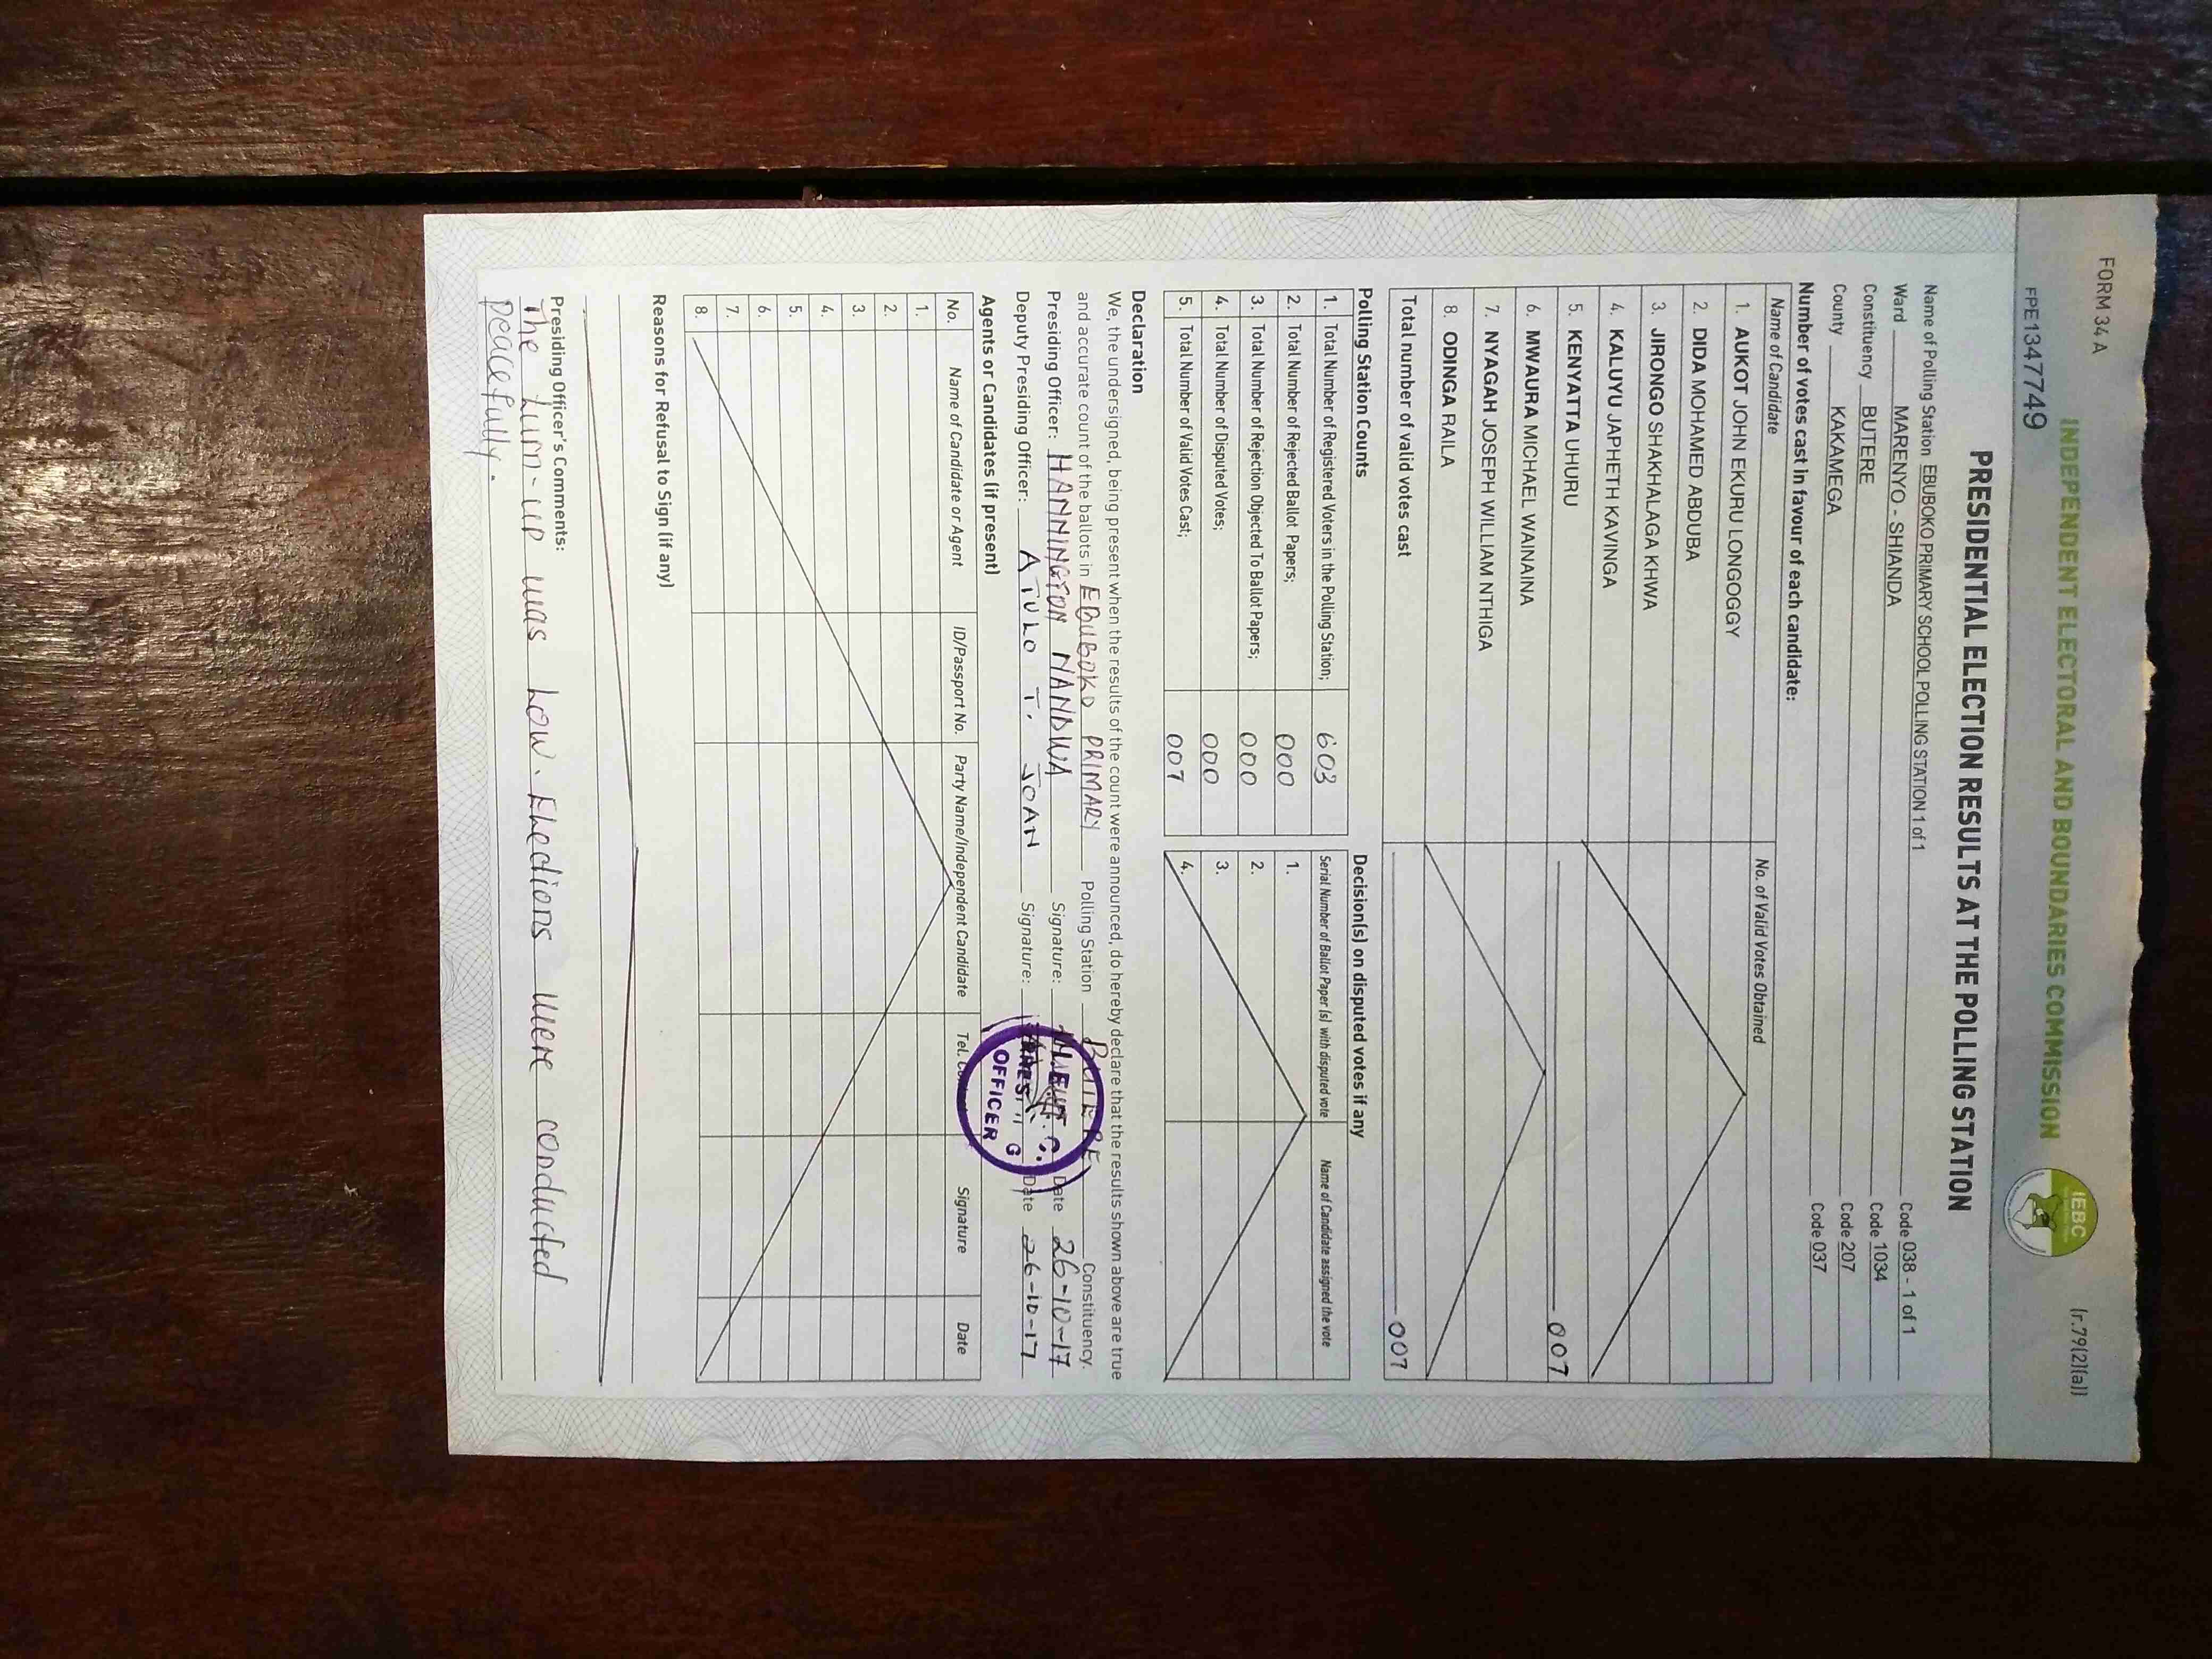 FORM 34 A
(r.79(2)(a))
INDEPENDENT ELECTORAL AND BOUNDARIES COMMISSION
IEBC
FPE1347749
PRESIDENTIAL ELECTION RESULTS AT THE POLLING STATION
Name of Polling Station EBUBOKO PRIMARY SCHOOL POLLING STATION 1 of 1 Code 038 - 1 of 1
Ward MARENYO - SHIANDA Code 1034
Constituency BUTERE Code 207
County KAKAMEGA Code 037
Number of votes cast in favour of each candidate:
Name of Candidate No. of Valid Votes Obtained
1. AUKOT JOHN EKURU LONGOGGY
2. DIDA MOHAMED ABDUBA
3. JIRONGO SHAKHALAGA KHWA
4. KALUYU JAPHETH KAVINGA
5. KENYATTA UHURU 007
6. MWAURA MICHAEL WAINAINA
7. NYAGAH JOSEPH WILLIAM NTHIGA
8. ODINGA RAILA
Total number of valid votes cast 007
Polling Station Counts
1. Total Number of Registered Voters in the Polling Station; 603
2. Total Number of Rejected Ballot Papers; 000
3. Total Number of Rejection Objected To Ballot Papers; 000
4. Total Number of Disputed Votes; 000
5. Total Number of Valid Votes Cast; 007
Decision(s) on disputed votes if any
Serial Number of Ballot Paper (s) with disputed vote Name of Candidate assigned the vote
1.
2.
3.
4.
Declaration
We, the undersigned, being present when the results of the count were announced, do hereby declare that the results shown above are true
and accurate count of the ballots in EBUBOKO PRIMARY Polling Station BUTERE Constituency.
Presiding Officer: HANNINGTON NANDWA Signature: Date 26-10-17
Deputy Presiding Officer: ATULO T. JOAN Signature: Date 26-10-17
OFFICER
Agents or Candidates (if present)
No. Name of Candidate or Agent ID/Passport No. Party Name/Independent Candidate Tel. Signature Date
1.
2.
3.
4.
5.
6.
7.
8.
Reasons for Refusal to Sign (if any)
Presiding Officer's Comments:
The turn-up was low. Elections were conducted
peacefully.